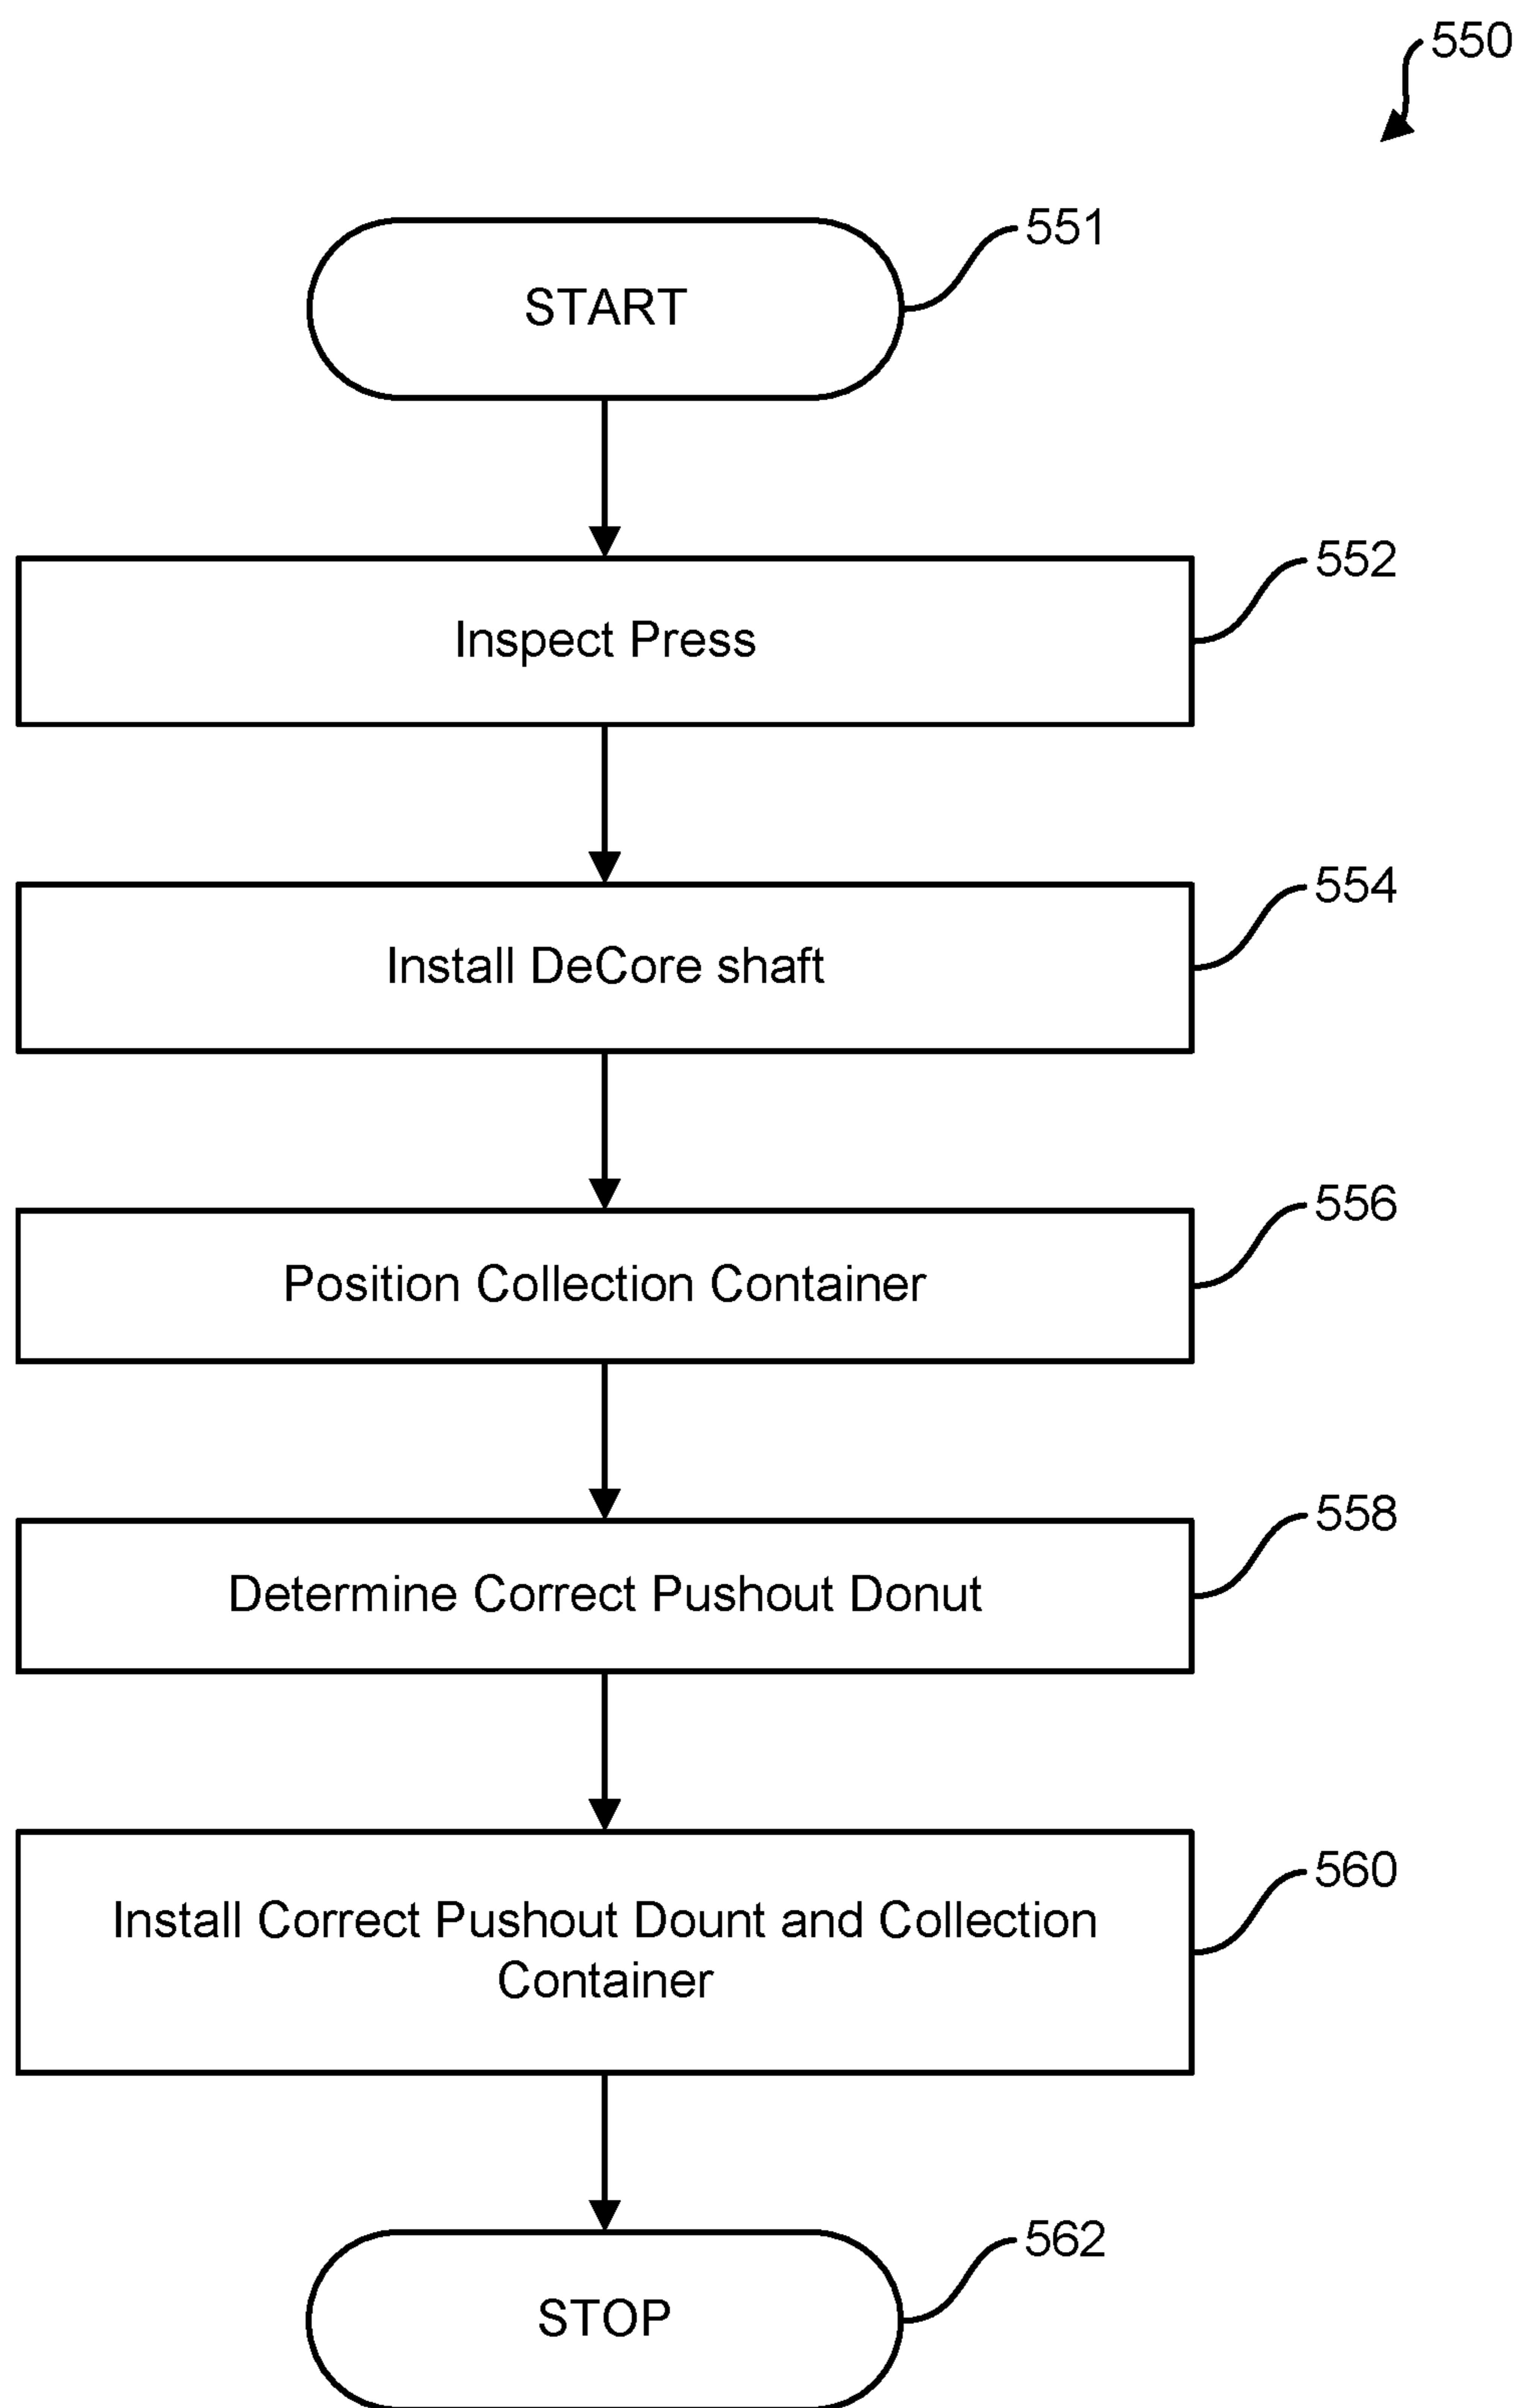 550
START
551
Inspect Press
552
Install DeCore shaft
554
Position Collection Container
556
Determine Correct Pushout Donut
558
Install Correct Pushout Dount and Collection
Container
560
STOP
562